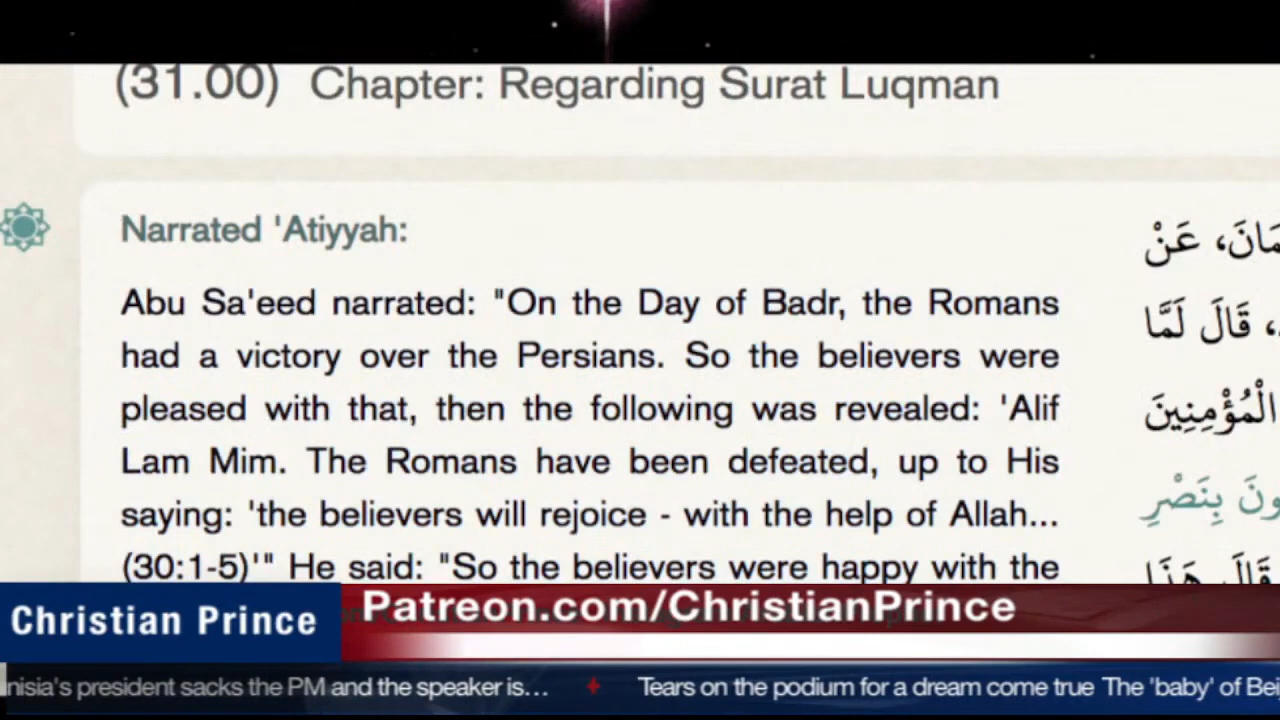 (31.00) Chapter: Regarding Surat Luqman
Narrated 'Atiyyah:
Abu Sa'eed narrated: "On the Day of Badr, the Romans
had a victory over the Persians. So the believers were
pleased with that, then the following was revealed: 'Alif
Lam Mim. The Romans have been defeated, up to His
saying: 'the believers will rejoice - with the help of Allah...
(30:1-5)'" He said: "So the believers were happy with the
مَانَ، عَنْ
قَالَ لَمَّا
الْمُؤْمِنِينَ
ونَ بِنَصْرِ
قَالَ هَذَا
Christian Prince
Patreon.com/ChristianPrince
nisia's president sacks the PM and the speaker is... Tears on the podium for a dream come true The 'baby' of Bei